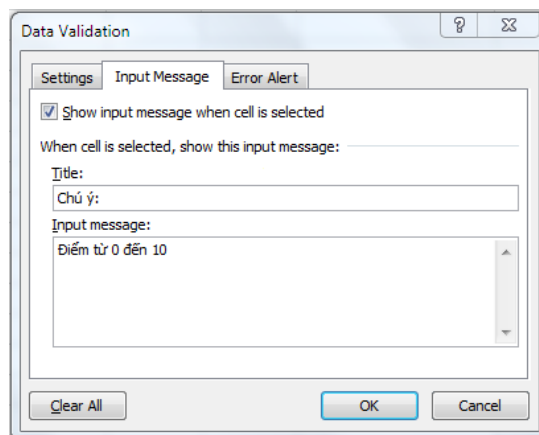 Data Validation
Settings Input Message Error Alert
Show input message when cell is selected
When cell is selected, show this input message:
Title:
Chú ý:
Input message:
Điểm từ 0 đến 10
Clear All OK Cancel